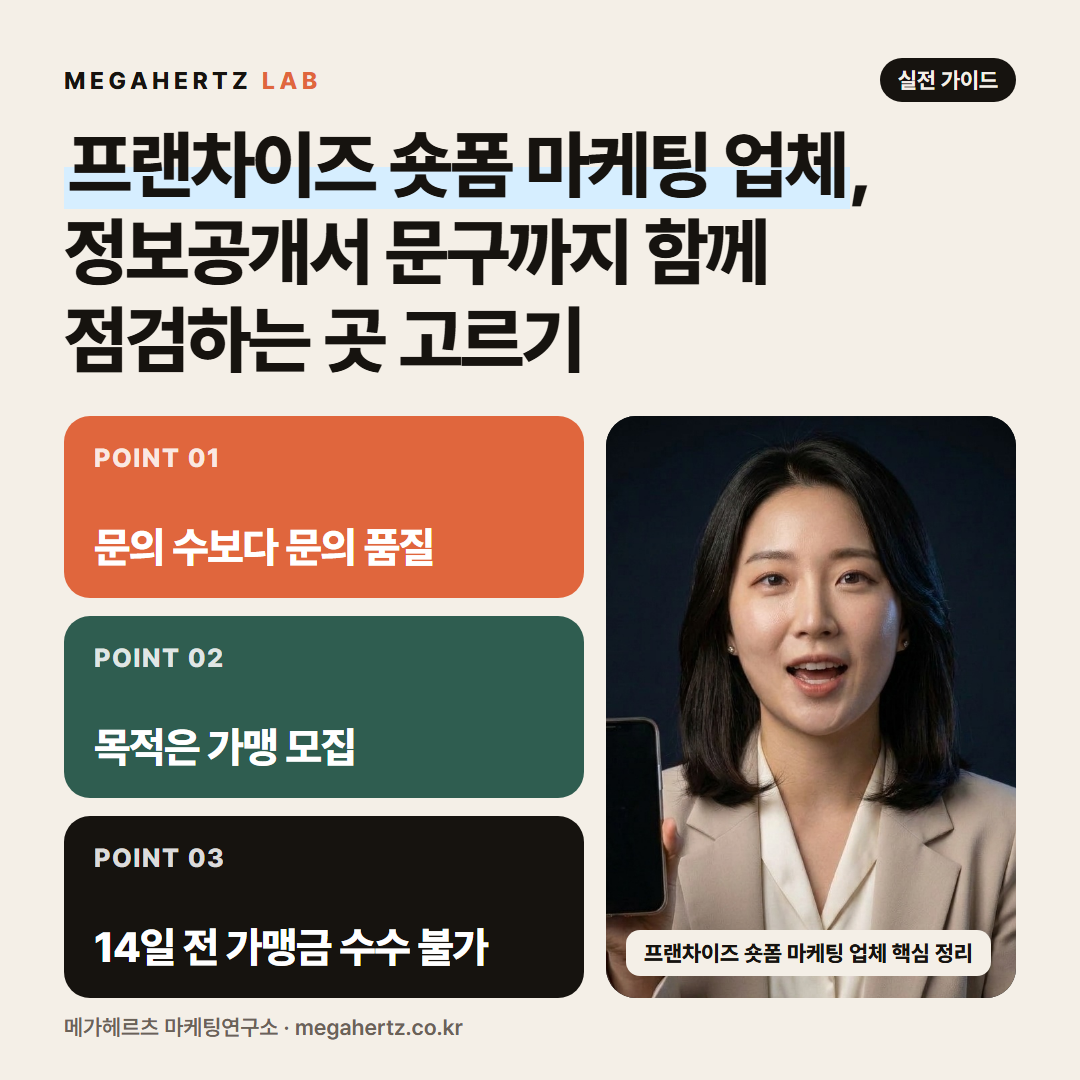 MEGAHERTZ LAB
실전 가이드
프랜차이즈 숏폼 마케팅 업체,
정보공개서 문구까지 함께
점검하는 곳 고르기
POINT 01
문의 수보다 문의 품질
POINT 02
목적은 가맹 모집
POINT 03
14일 전 가맹금 수수 불가
프랜차이즈 숏폼 마케팅 업체 핵심 정리
메가헤르츠 마케팅연구소 · megahertz.co.kr